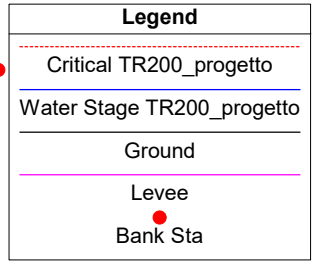 Legend
Critical TR200_progetto
Water Stage TR200_progetto
Ground
Levee
Bank Sta